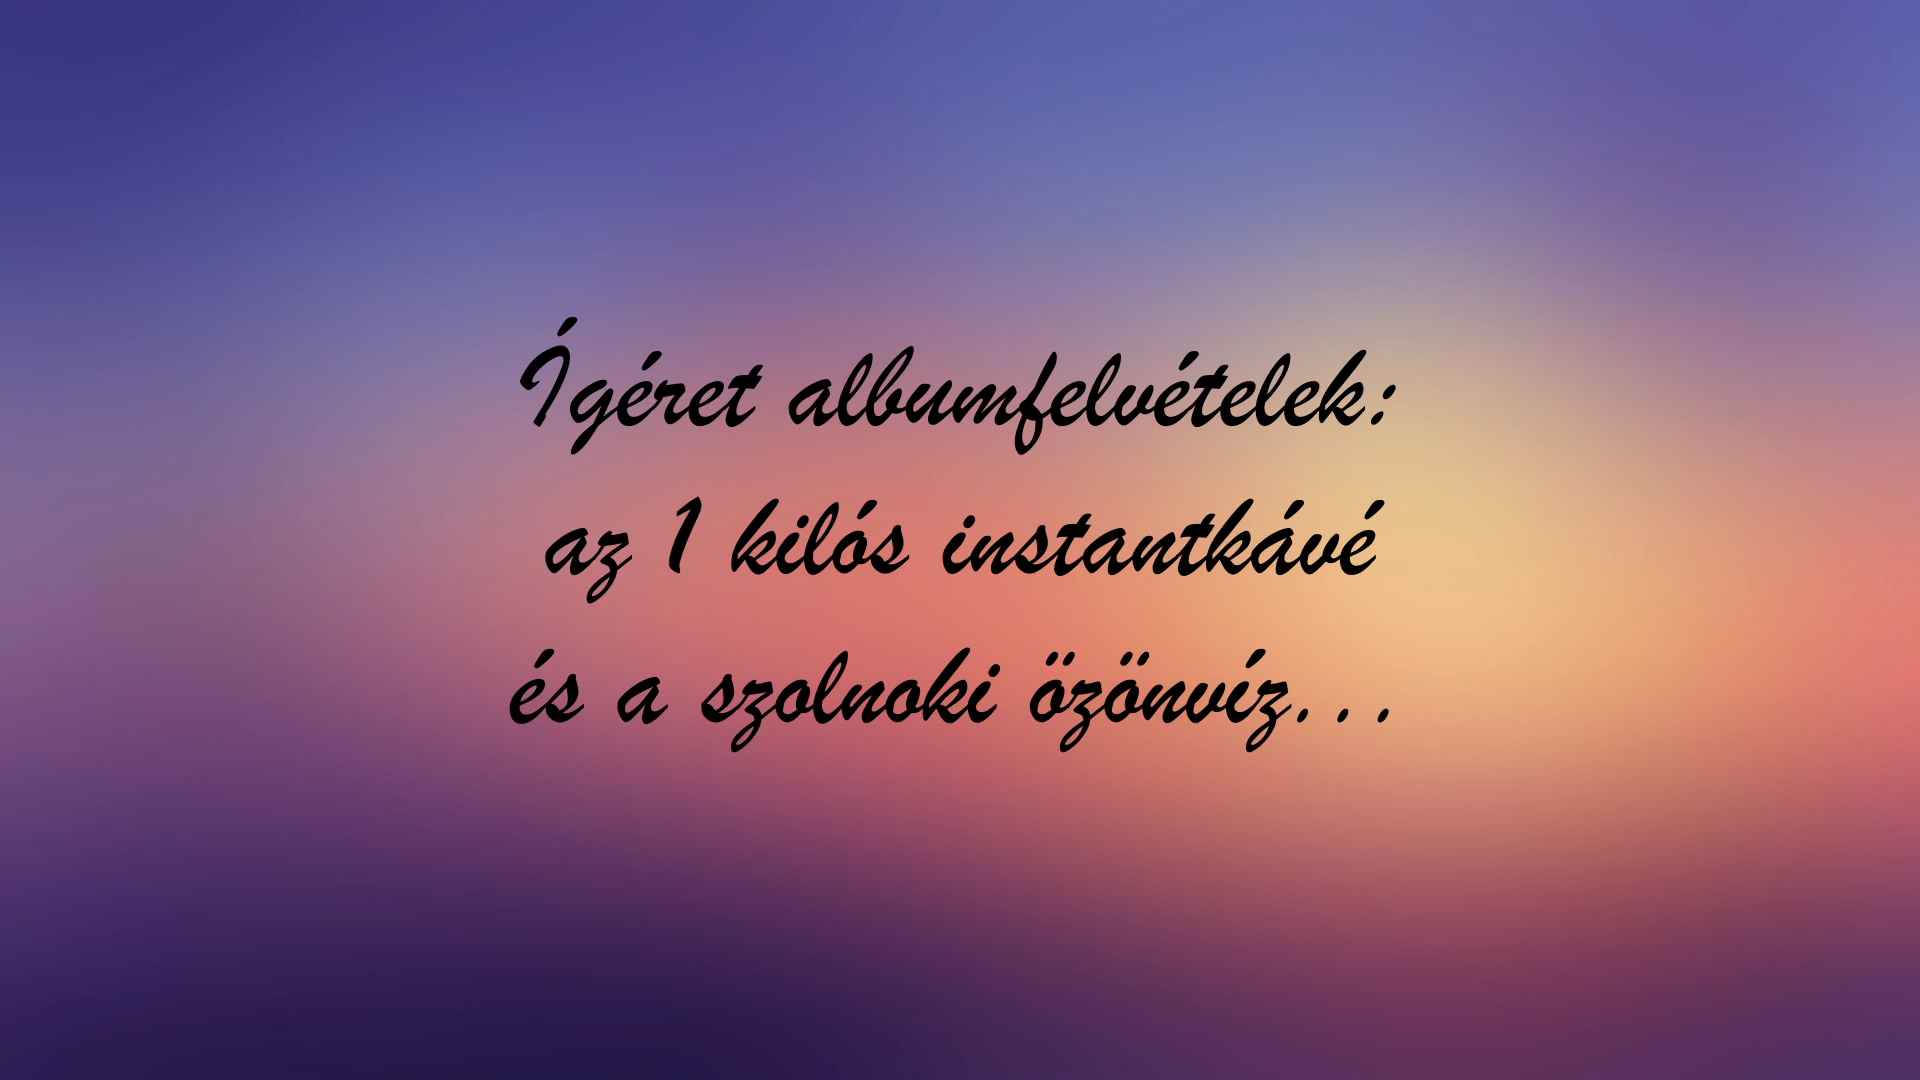 Ígéret albumfelvételek:
az 1 kilós instantkávé
és a szolnoki özönvíz...